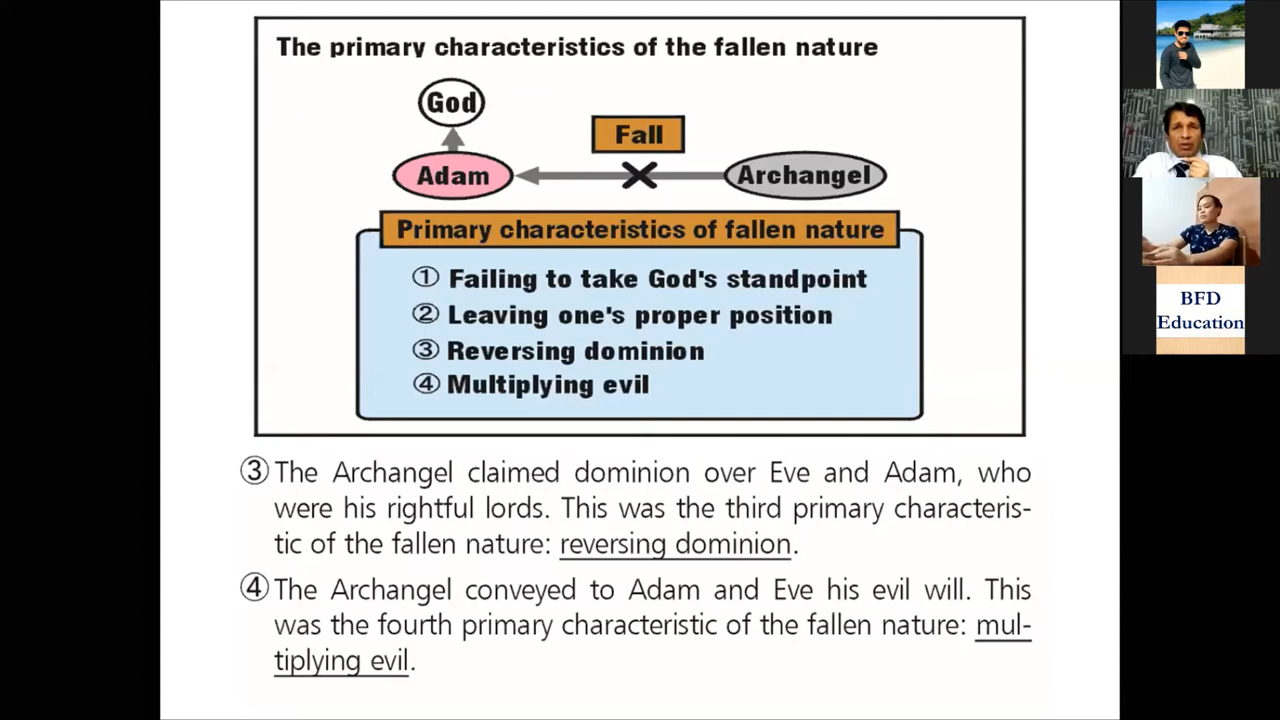 The primary characteristics of the fallen nature
God
Fall
Adam
Archangel
Primary characteristics of fallen nature
① Failing to take God's standpoint
② Leaving one's proper position
③ Reversing dominion
④ Multiplying evil
③ The Archangel claimed dominion over Eve and Adam, who
were his rightful lords. This was the third primary characteris-
tic of the fallen nature: reversing dominion.
④ The Archangel conveyed to Adam and Eve his evil will. This
was the fourth primary characteristic of the fallen nature: mul-
tiplying evil.
BFD
Education